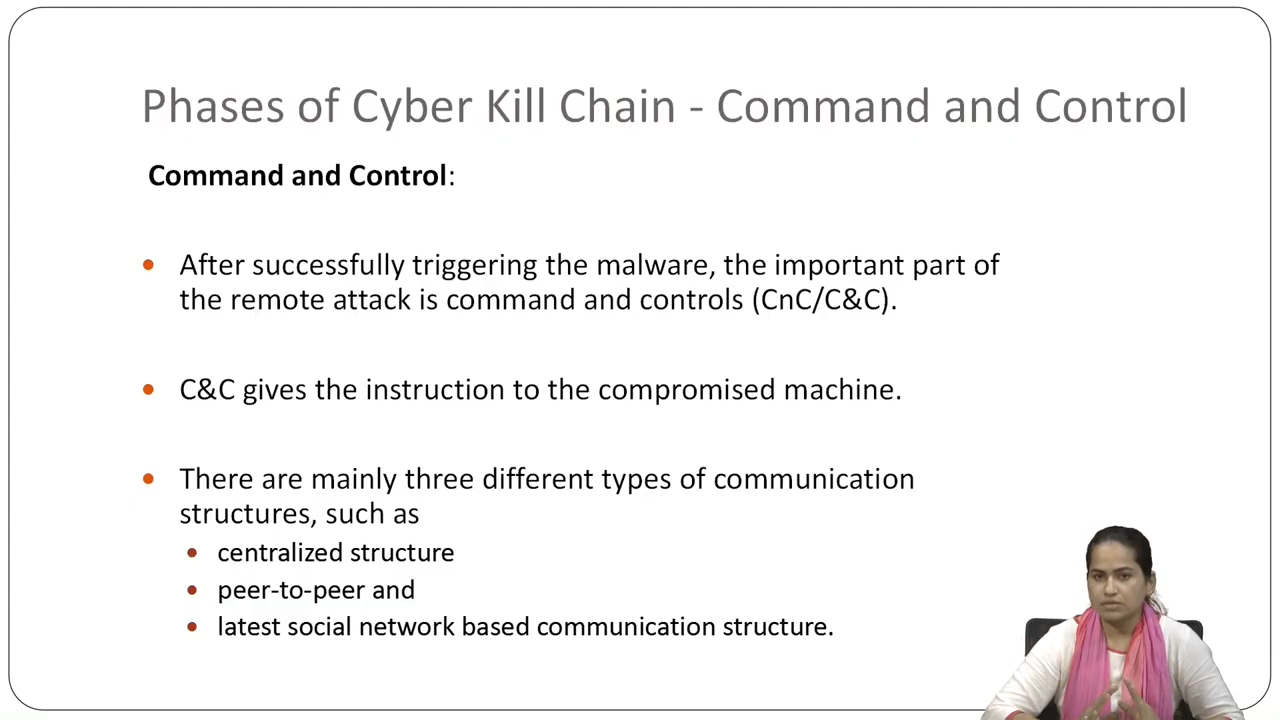 Phases of Cyber Kill Chain - Command and Control
Command and Control:
• After successfully triggering the malware, the important part of
the remote attack is command and controls (CnC/C&C).
• C&C gives the instruction to the compromised machine.
• There are mainly three different types of communication
structures, such as
• centralized structure
• peer-to-peer and
• latest social network based communication structure.